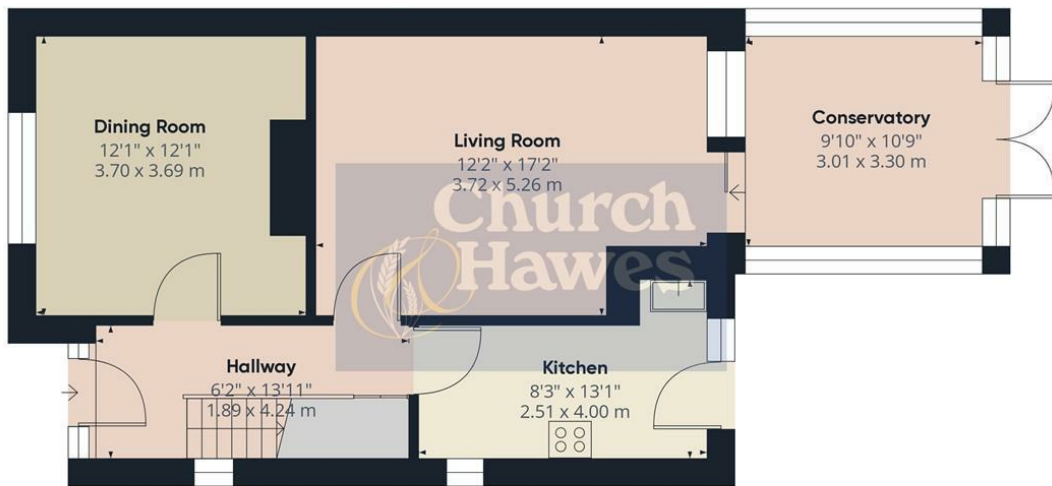 Dining Room
12'1" x 12'1"
3.70 x 3.69 m
Living Room
12'2" x 17'2"
3.72 x 5.26 m
Conservatory
9'10" x 10'9"
3.01 x 3.30 m
Church
& Hawes
Hallway
6'2" x 13'11"
1.89 x 4.24 m
Kitchen
8'3" x 13'1"
2.51 x 4.00 m